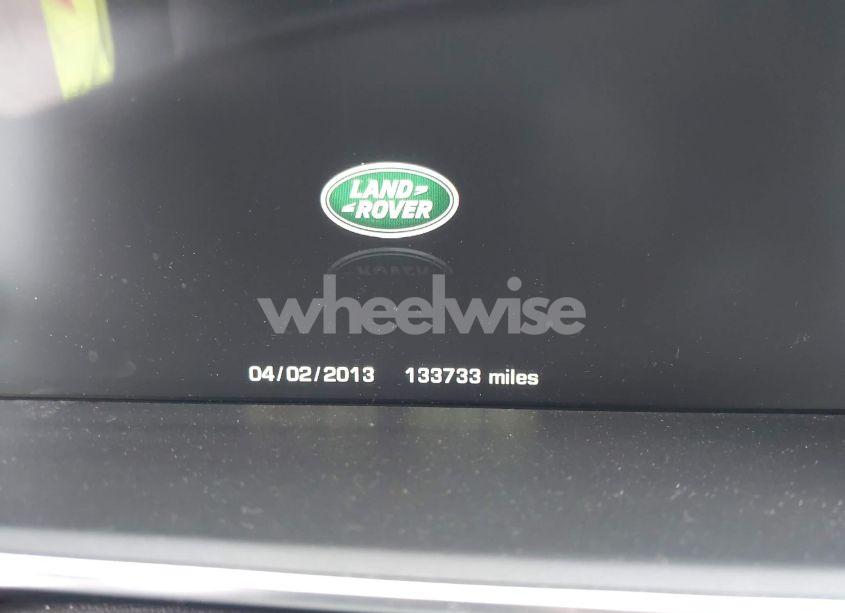 LAND
ROVER
wheelwise
04/02/2013 133733 miles